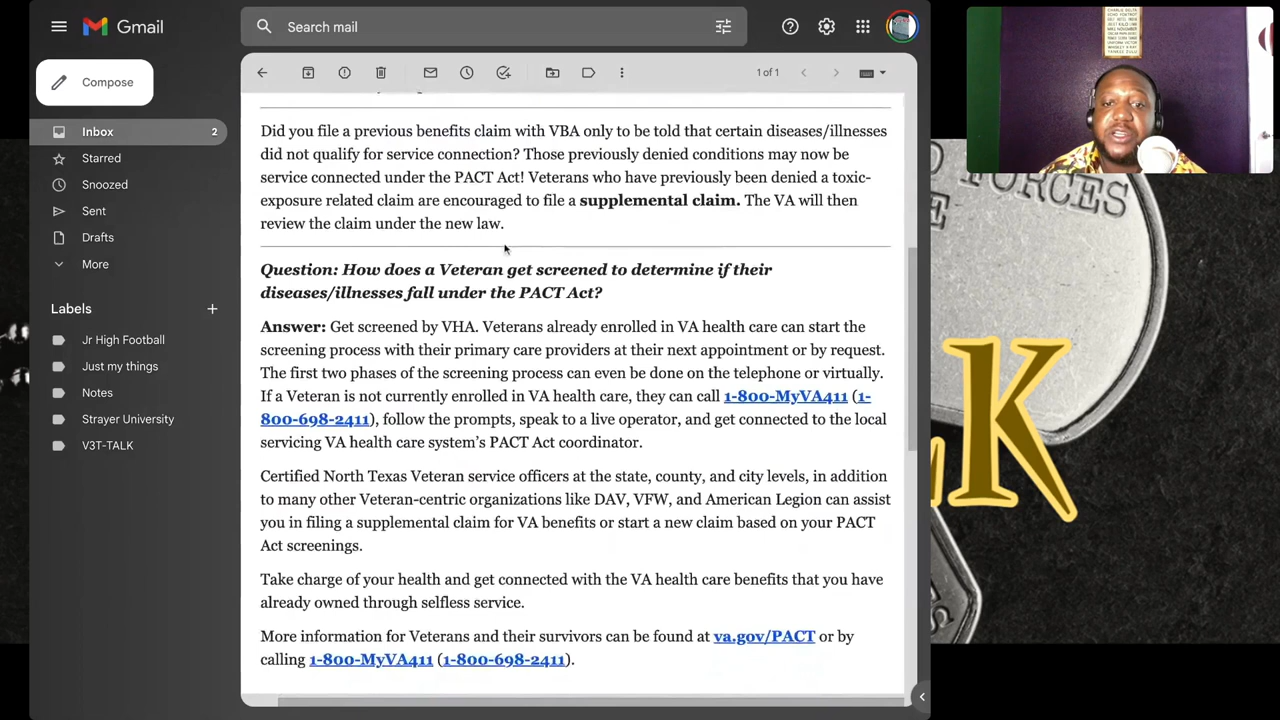 Gmail
Search mail
Compose
1 of 1
Inbox 2
Starred
Snoozed
Sent
Drafts
More
Labels
Jr High Football
Just my things
Notes
Strayer University
V3T-TALK
Did you file a previous benefits claim with VBA only to be told that certain diseases/illnesses
did not qualify for service connection? Those previously denied conditions may now be
service connected under the PACT Act! Veterans who have previously been denied a toxic-
exposure related claim are encouraged to file a supplemental claim. The VA will then
review the claim under the new law.
Question: How does a Veteran get screened to determine if their
diseases/illnesses fall under the PACT Act?
Answer: Get screened by VHA. Veterans already enrolled in VA health care can start the
screening process with their primary care providers at their next appointment or by request.
The first two phases of the screening process can even be done on the telephone or virtually.
If a Veteran is not currently enrolled in VA health care, they can call 1-800-MyVA411 (1-
800-698-2411), follow the prompts, speak to a live operator, and get connected to the local
servicing VA health care system’s PACT Act coordinator.
Certified North Texas Veteran service officers at the state, county, and city levels, in addition
to many other Veteran-centric organizations like DAV, VFW, and American Legion can assist
you in filing a supplemental claim for VA benefits or start a new claim based on your PACT
Act screenings.
Take charge of your health and get connected with the VA health care benefits that you have
already owned through selfless service.
More information for Veterans and their survivors can be found at va.gov/PACT or by
calling 1-800-MyVA411 (1-800-698-2411).
FORCES
K